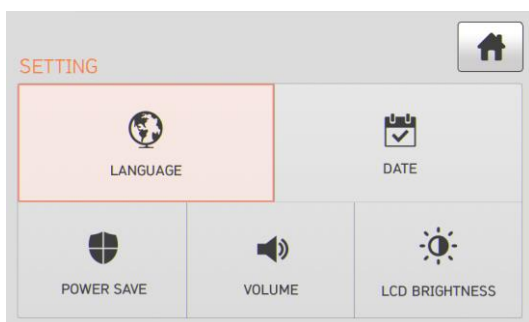 SETTING
LANGUAGE
DATE
POWER SAVE
VOLUME
LCD BRIGHTNESS